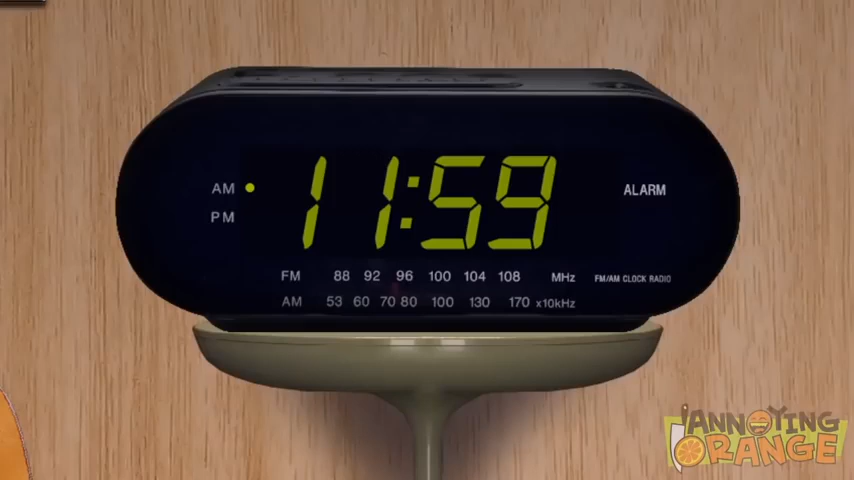 AM
PM
11:59
ALARM
FM 88 92 96 100 104 108 MHz FM/AM CLOCK RADIO
AM 53 60 70 80 100 130 170 x10kHz
ANNOYING
ORANGE